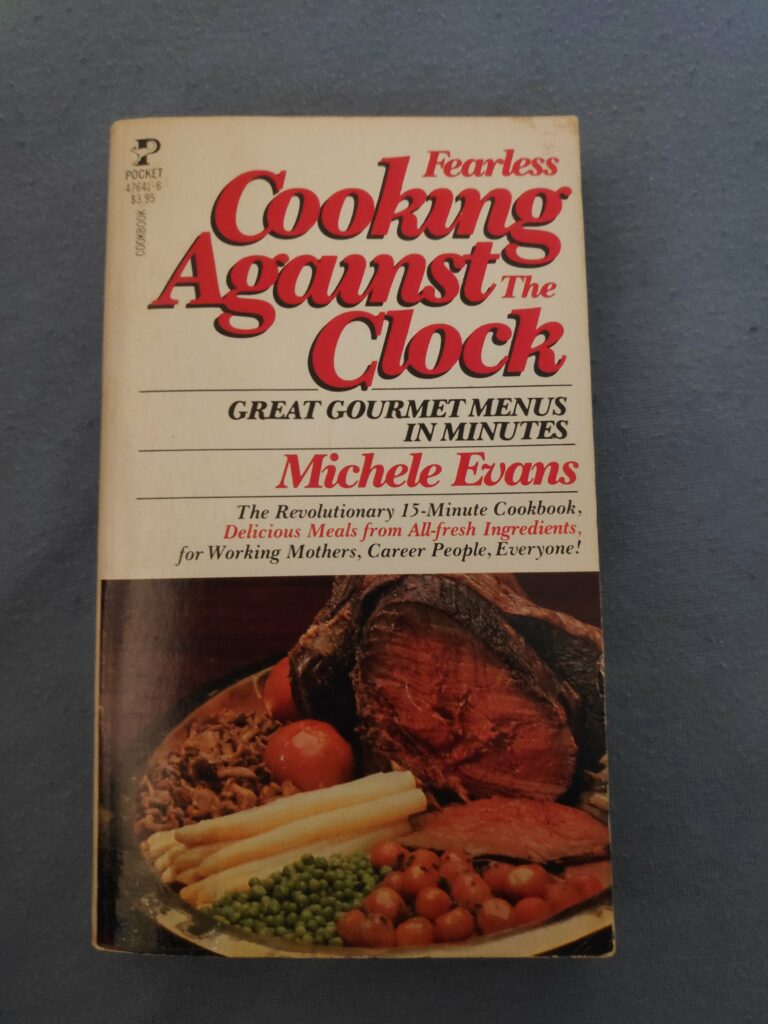 P
POCKET
47641-6
$3.95
COOKBOOK
Fearless
Cooking
Against The
Clock
GREAT GOURMET MENUS
IN MINUTES
Michele Evans
The Revolutionary 15-Minute Cookbook,
Delicious Meals from All-fresh Ingredients,
for Working Mothers, Career People, Everyone!